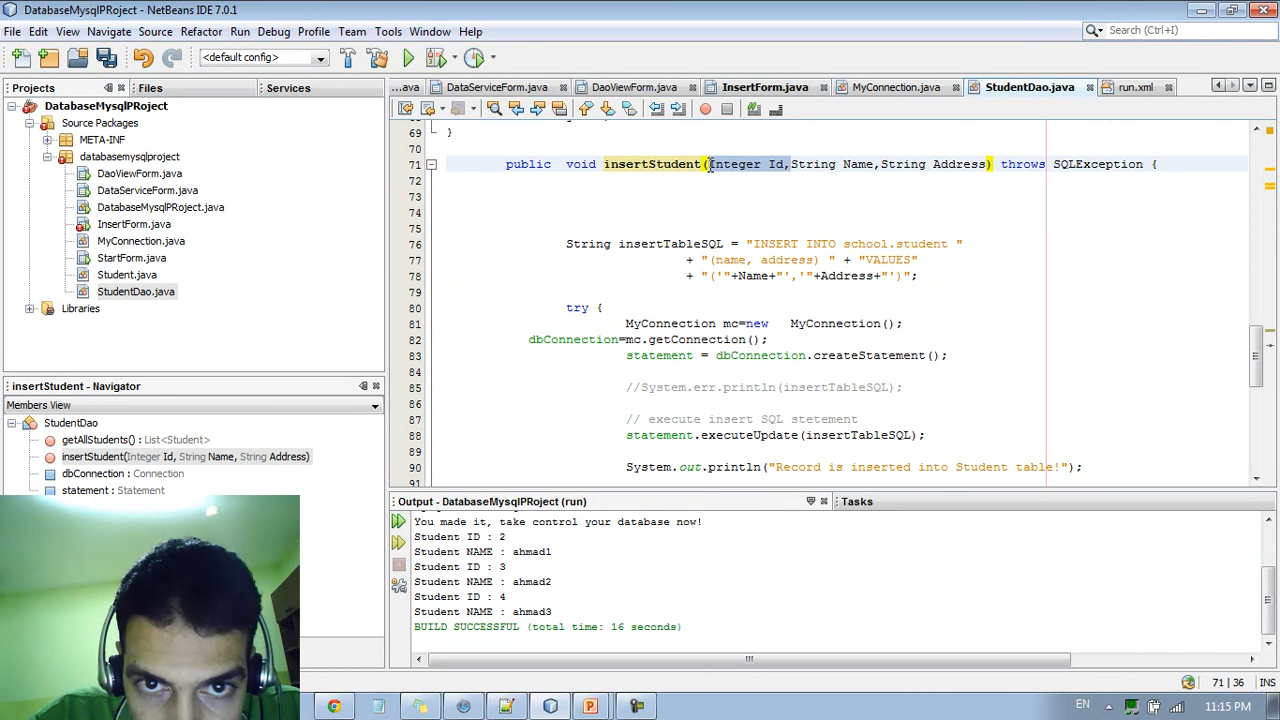 DatabaseMysqlPRoject - NetBeans IDE 7.0.1
File Edit View Navigate Source Refactor Run Debug Profile Team Tools Window Help
Search (Ctrl+I)
<default config>
Projects Files Services
...ava DataServiceForm.java DaoViewForm.java InsertForm.java MyConnection.java StudentDao.java run.xml
DatabaseMysqlPRoject
Source Packages
META-INF
databasemysqlproject
DaoViewForm.java
DataServiceForm.java
DatabaseMysqlPRoject.java
InsertForm.java
MyConnection.java
StartForm.java
Student.java
StudentDao.java
Libraries
insertStudent - Navigator
Members View
StudentDao
getAllStudents() : List<Student>
insertStudent(Integer Id, String Name, String Address)
dbConnection : Connection
statement : Statement
69 }
70
71 public void insertStudent(Integer Id,String Name,String Address) throws SQLException {
72
73
74
75
76 String insertTableSQL = "INSERT INTO school.student "
77 + "(name, address) " + "VALUES"
78 + "('"+Name+"','"+Address+"')";
79
80 try {
81 MyConnection mc=new MyConnection();
82 dbConnection=mc.getConnection();
83 statement = dbConnection.createStatement();
84
85 //System.err.println(insertTableSQL);
86
87 // execute insert SQL stetement
88 statement.executeUpdate(insertTableSQL);
89
90 System.out.println("Record is inserted into Student table!");
Output - DatabaseMysqlPRoject (run) Tasks
You made it, take control your database now!
Student ID : 2
Student NAME : ahmad1
Student ID : 3
Student NAME : ahmad2
Student ID : 4
Student NAME : ahmad3
BUILD SUCCESSFUL (total time: 16 seconds)
71 | 36 INS
EN 11:15 PM